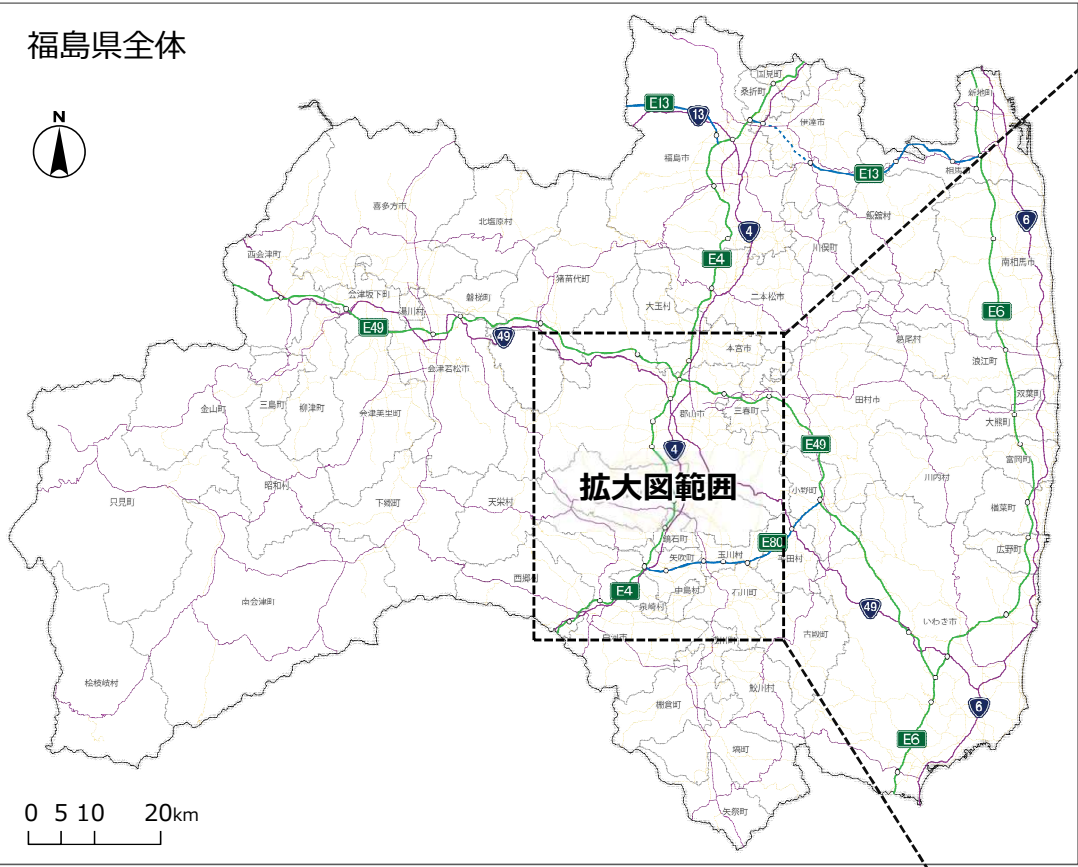 福島県全体
N
国見町
桑折町
新地町
E13
13
伊達市
福島市
E13
相馬
喜多方市
飯舘村
北塩原村
6
4
川俣町
西会津町
E4
南相馬市
猪苗代町
会津坂下町
磐梯町
二本松市
大玉村
湯川村
E6
E49
49
本宮市
葛尾村
浪江町
会津若松市
双葉町
三島町
柳津町
金山町
会津美里町
郡山市
三春町
田村市
大熊町
E49
4
富岡町
川内村
拡大図範囲
昭和村
小野町
只見町
下郷町
天栄村
楢葉町
鏡石町
E80
広野町
矢吹町
玉川村
田村
西郷
E4
中島村
石川町
南会津町
泉崎村
49
いわき市
古殿町
桧枝岐村
鮫川村
棚倉町
6
E6
塙町
矢祭町
0 5 10 20km